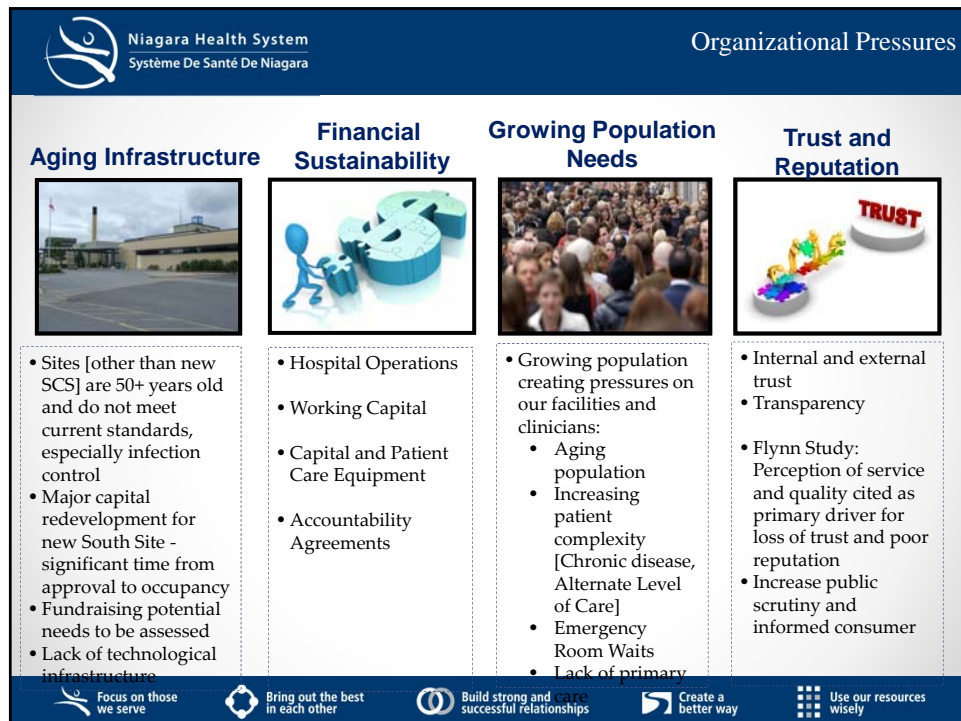 Niagara Health System
Système De Santé De Niagara
Organizational Pressures
Aging Infrastructure
• Sites [other than new
SCS] are 50+ years old
and do not meet
current standards,
especially infection
control
• Major capital
redevelopment for
new South Site -
significant time from
approval to occupancy
• Fundraising potential
needs to be assessed
• Lack of technological
infrastructure
Financial
Sustainability
• Hospital Operations
• Working Capital
• Capital and Patient
Care Equipment
• Accountability
Agreements
Growing Population
Needs
• Growing population
creating pressures on
our facilities and
clinicians:
• Aging
population
• Increasing
patient
complexity
[Chronic disease,
Alternate Level
of Care]
• Emergency
Room Waits
• Lack of primary
care
Trust and
Reputation
TRUST
• Internal and external
trust
• Transparency
• Flynn Study:
Perception of service
and quality cited as
primary driver for
loss of trust and poor
reputation
• Increase public
scrutiny and
informed consumer
Focus on those
we serve
Bring out the best
in each other
Build strong and
successful relationships
Create a
better way
Use our resources
wisely